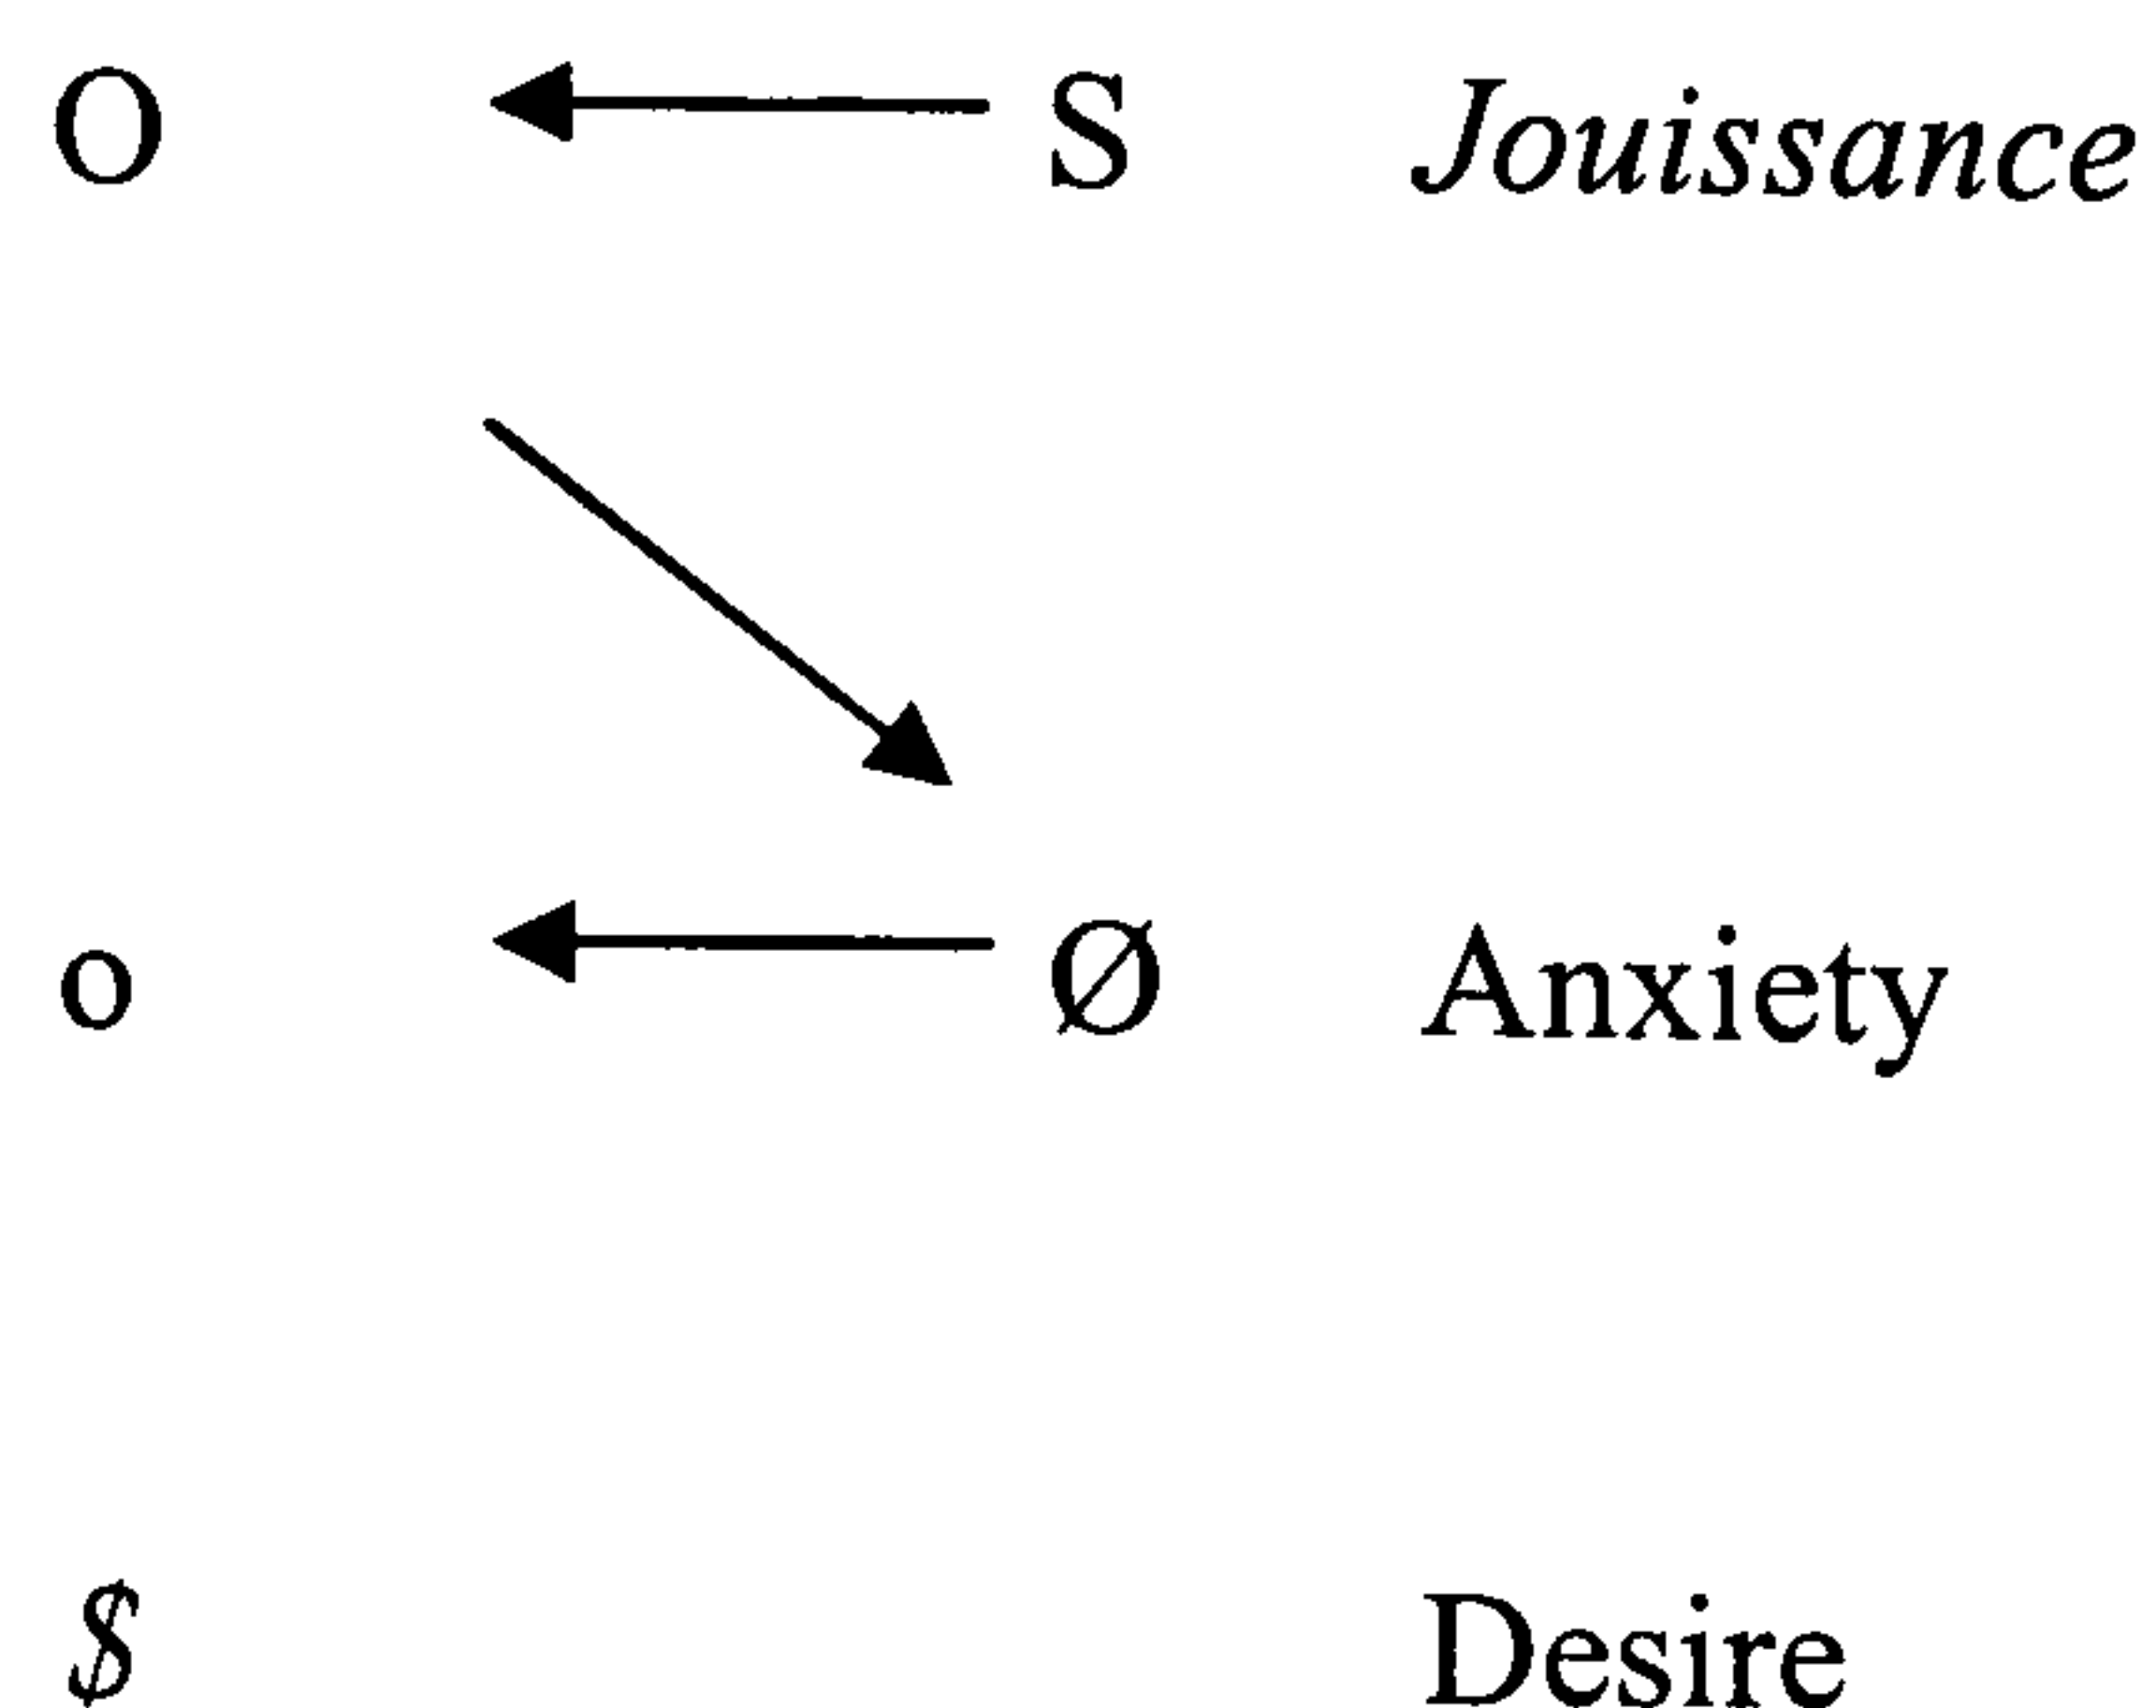 O ← S Jouissance
o ← Ø Anxiety
$ Desire